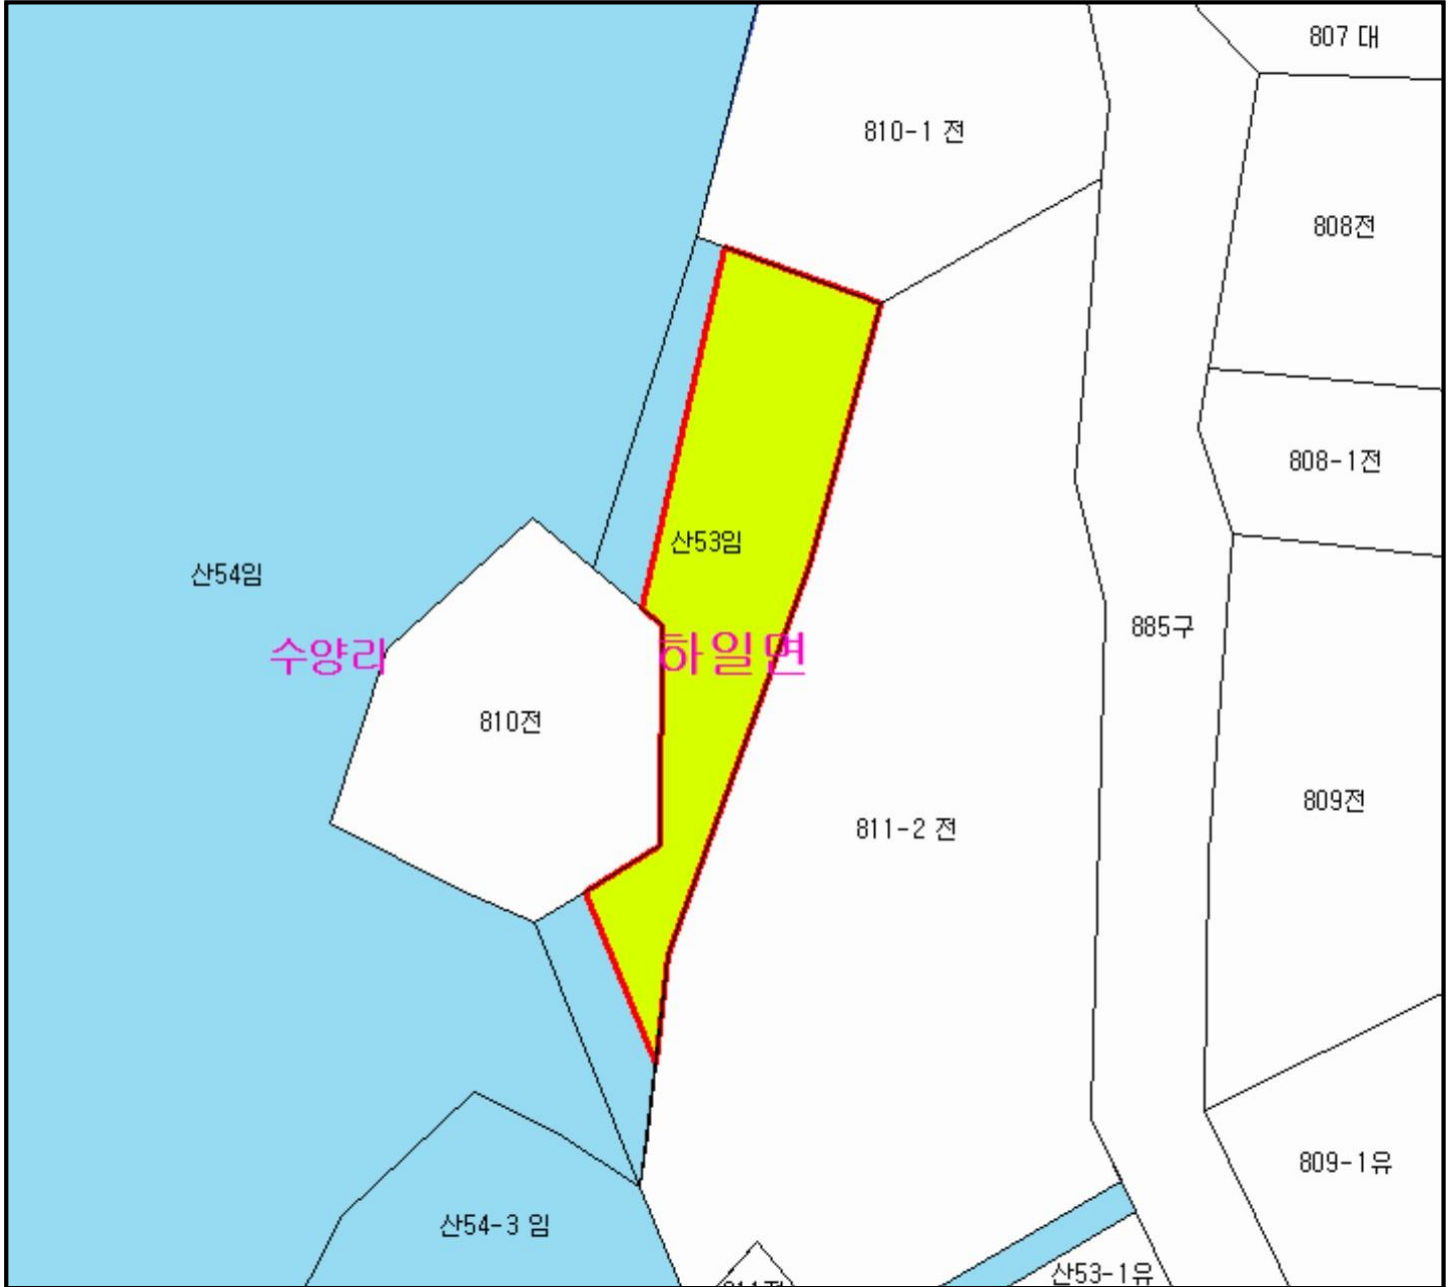 807 대
810-1 전
808전
808-1전
산53임
산54임
885구
수양리
하일면
810전
809전
811-2 전
809-1유
산54-3 임
산53-1유